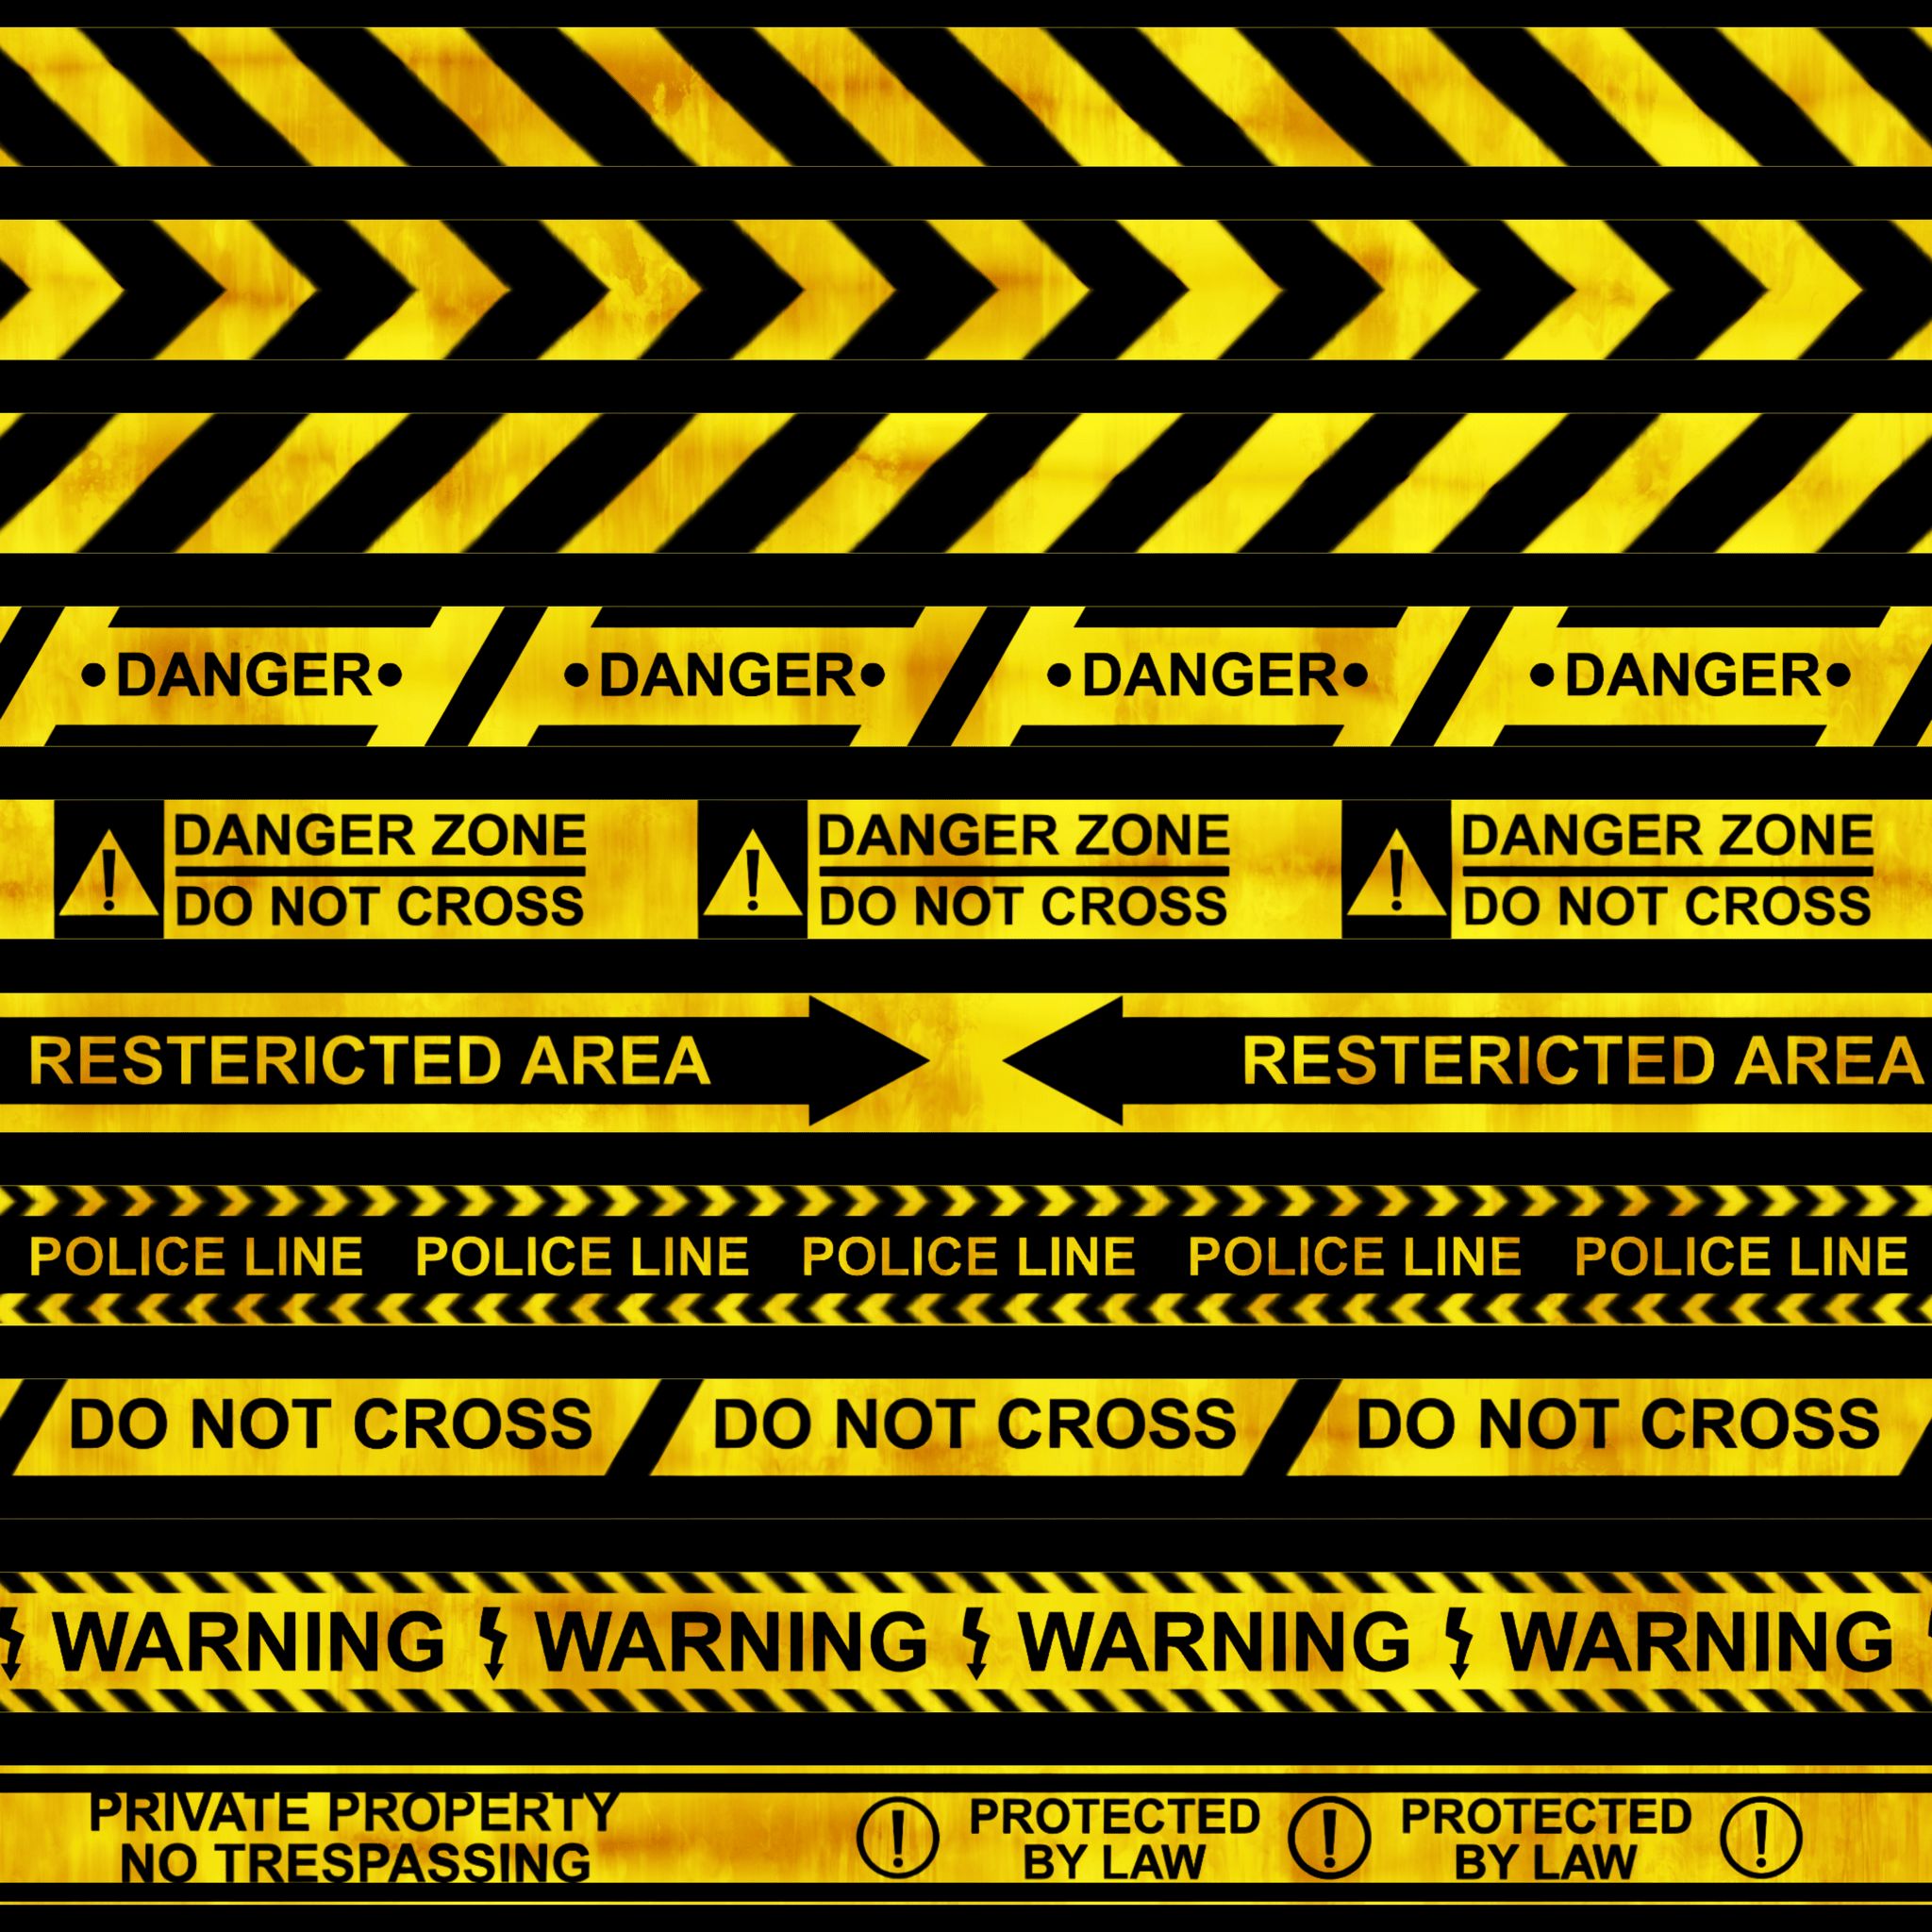 •DANGER• •DANGER• •DANGER• •DANGER•
! DANGER ZONE ! DANGER ZONE ! DANGER ZONE
DO NOT CROSS DO NOT CROSS DO NOT CROSS
RESTERICTED AREA RESTERICTED AREA
POLICE LINE POLICE LINE POLICE LINE POLICE LINE POLICE LINE
DO NOT CROSS DO NOT CROSS DO NOT CROSS
WARNING WARNING WARNING WARNING
PRIVATE PROPERTY ! PROTECTED ! PROTECTED !
NO TRESPASSING BY LAW BY LAW